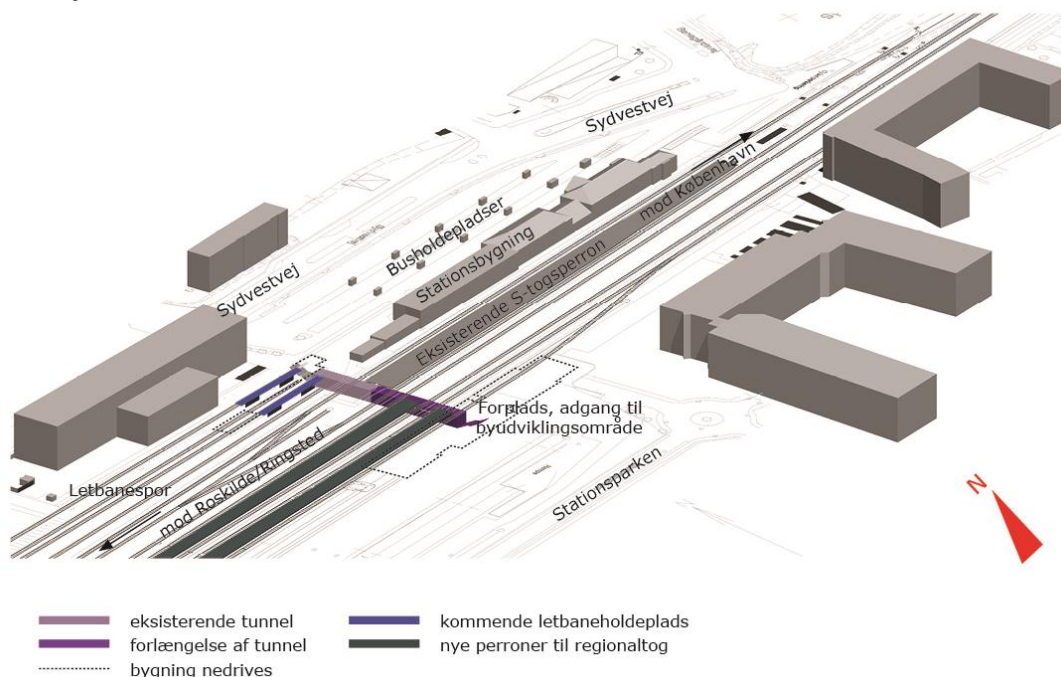 Sydvestvej
mod København
Busholdepladser
Stationsbygning
Sydvestvej
Eksisterende S-togsperron
Forplads, adgang til
byudviklingsområde
Letbanespor
mod Roskilde/Ringsted
Stationsparken
N
eksisterende tunnel
kommende letbaneholdeplads
forlængelse af tunnel
nye perroner til regionaltog
bygning nedrives